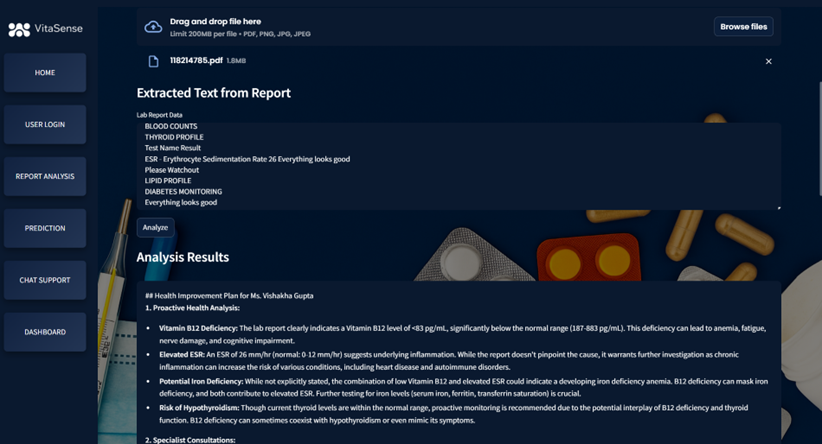 VitaSense
HOME
USER LOGIN
REPORT ANALYSIS
PREDICTION
CHAT SUPPORT
DASHBOARD
Drag and drop file here
Limit 200MB per file • PDF, PNG, JPG, JPEG
Browse files
118214785.pdf 1.8MB
Extracted Text from Report
Lab Report Data
BLOOD COUNTS
THYROID PROFILE
Test Name Result
ESR - Erythrocyte Sedimentation Rate 26 Everything looks good
Please Watchout
LIPID PROFILE
DIABETES MONITORING
Everything looks good
Analyze
Analysis Results
## Health Improvement Plan for Ms. Vishakha Gupta
1. Proactive Health Analysis:
• Vitamin B12 Deficiency: The lab report clearly indicates a Vitamin B12 level of <83 pg/mL, significantly below the normal range (187-883 pg/mL). This deficiency can lead to anemia, fatigue,
nerve damage, and cognitive impairment.
• Elevated ESR: An ESR of 26 mm/hr (normal: 0-12 mm/hr) suggests underlying inflammation. While the report doesn't pinpoint the cause, it warrants further investigation as chronic
inflammation can increase the risk of various conditions, including heart disease and autoimmune disorders.
• Potential Iron Deficiency: While not explicitly stated, the combination of low Vitamin B12 and elevated ESR could indicate a developing iron deficiency anemia. B12 deficiency can mask iron
deficiency, and both contribute to elevated ESR. Further testing for iron levels (serum iron, ferritin, transferrin saturation) is crucial.
• Risk of Hypothyroidism: Though current thyroid levels are within the normal range, proactive monitoring is recommended due to the potential interplay of B12 deficiency and thyroid
function. B12 deficiency can sometimes coexist with hypothyroidism or even mimic its symptoms.
2. Specialist Consultations: